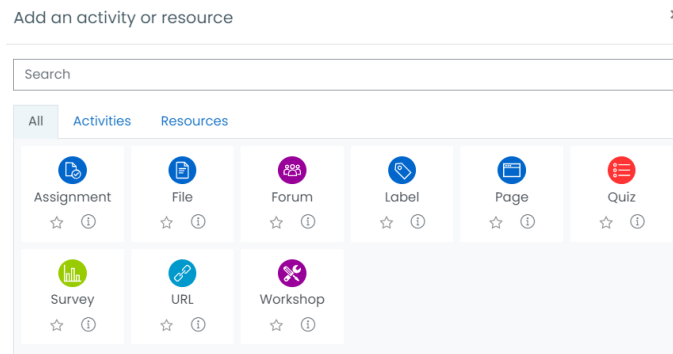 Add an activity or resource
Search
All Activities Resources
Assignment File Forum Label Page Quiz
Survey URL Workshop